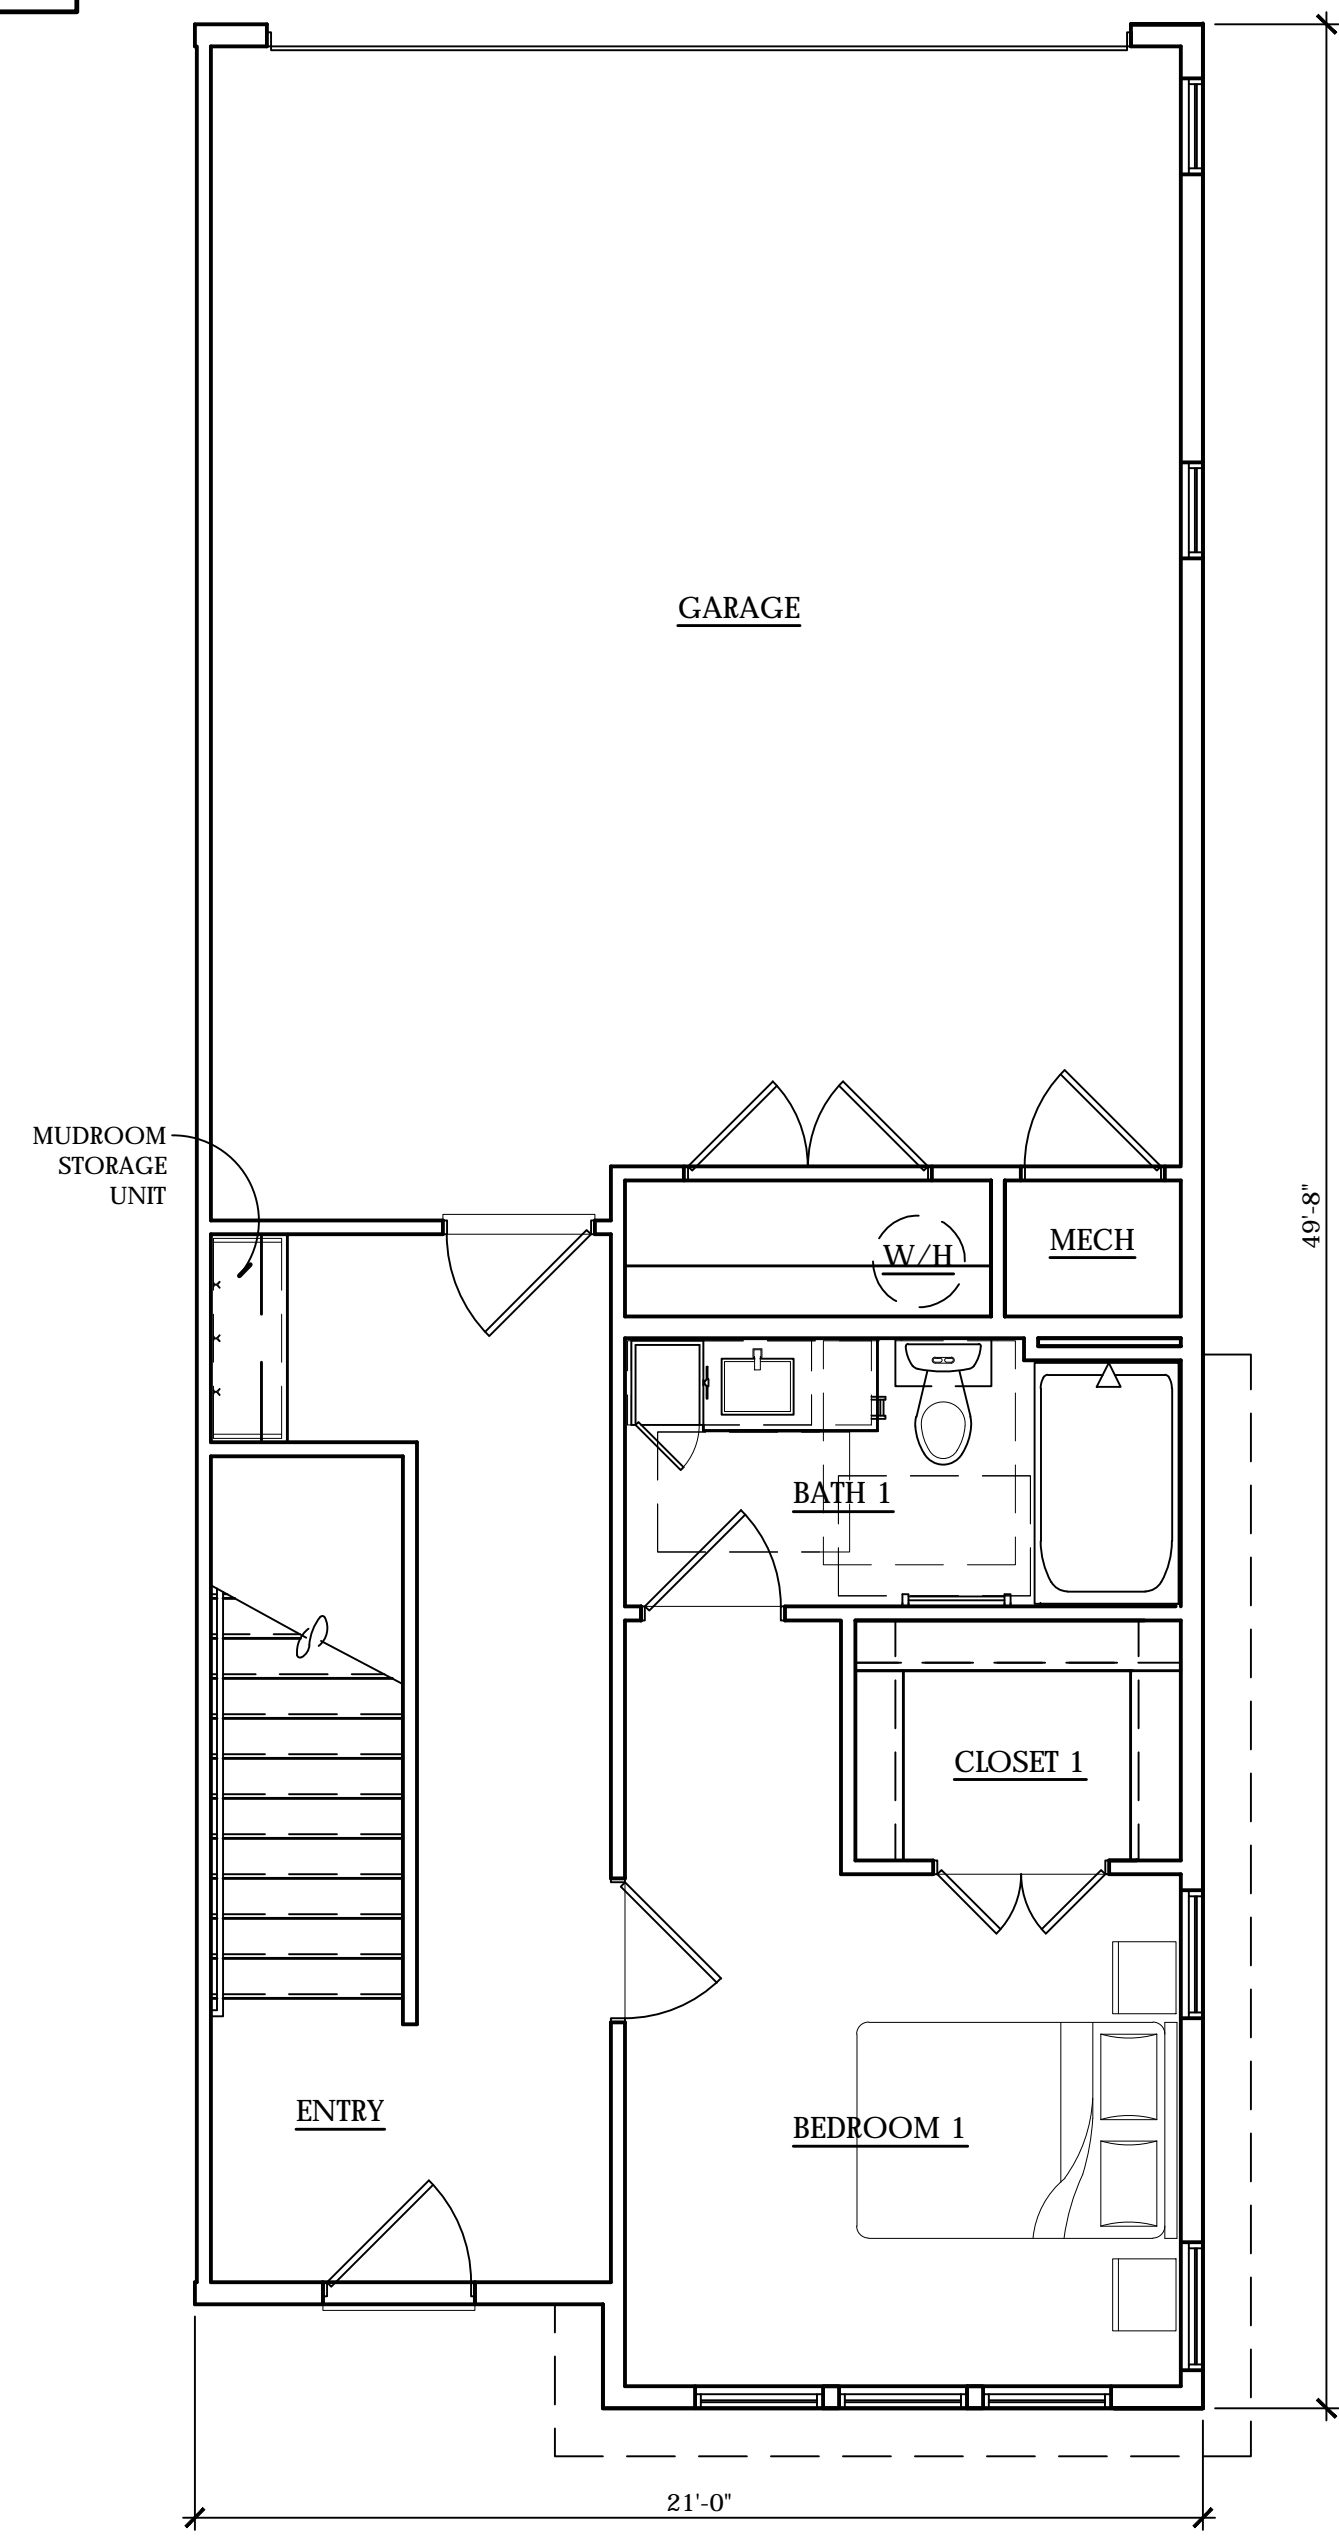 GARAGE
MUDROOM
STORAGE
UNIT
49'-8"
W/H
MECH
BATH 1
CLOSET 1
ENTRY
BEDROOM 1
21'-0"